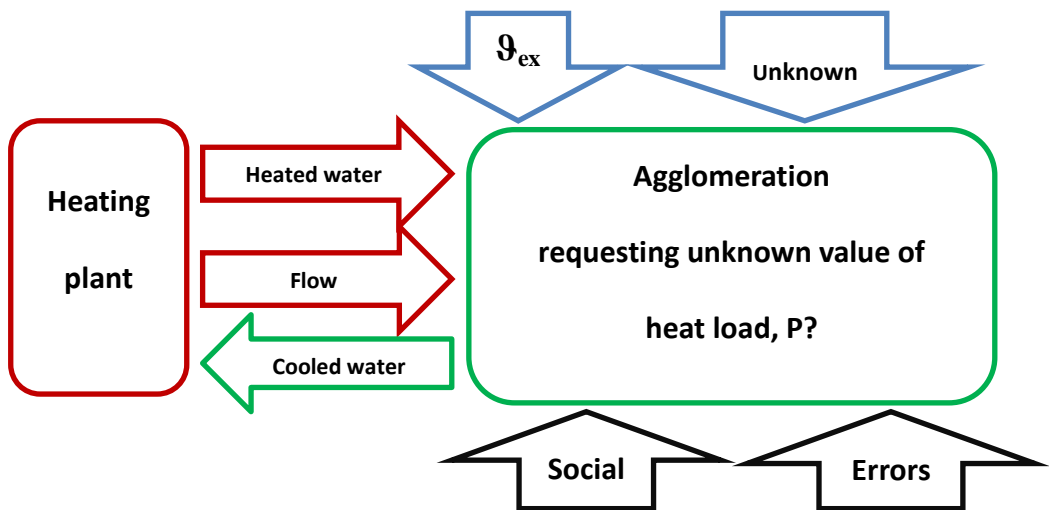 ϑex
Unknown
Heating
plant
Heated water
Flow
Cooled water
Agglomeration
requesting unknown value of
heat load, P?
Social
Errors